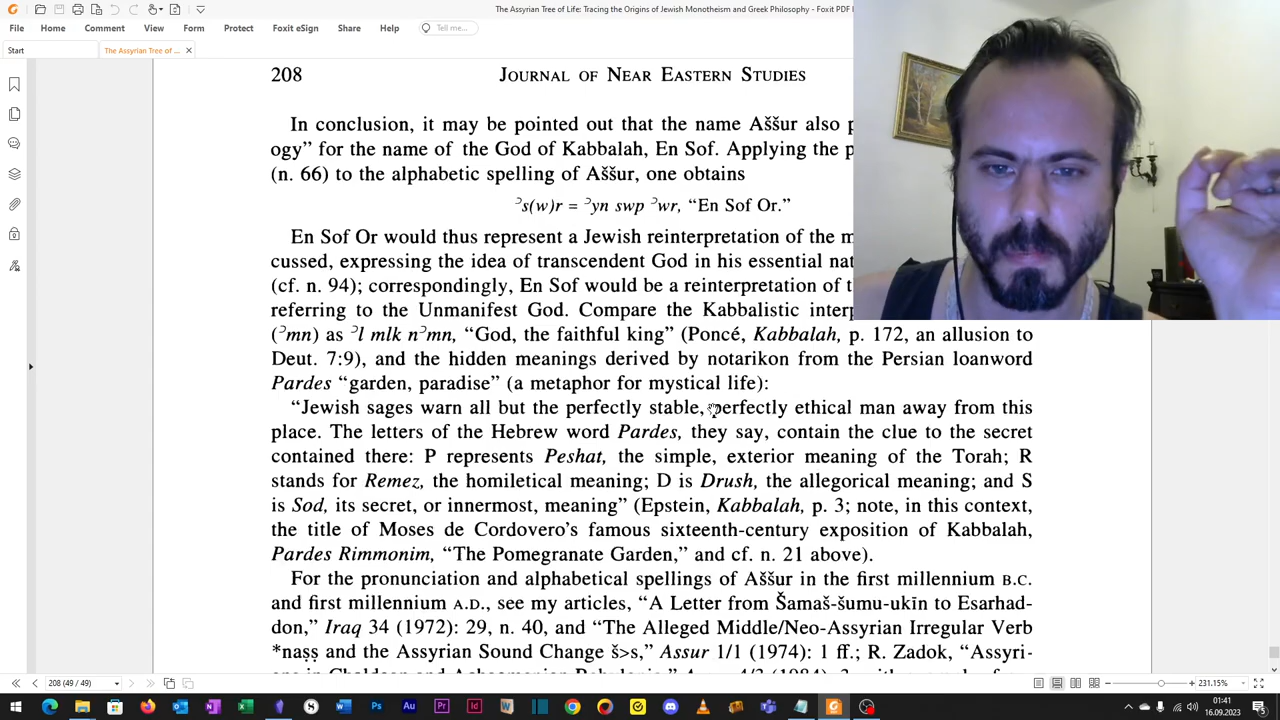 The Assyrian Tree of Life: Tracing the Origins of Jewish Monotheism and Greek Philosophy - Foxit PDF
File Home Comment View Form Protect Foxit eSign Share Help Tell me...
Start The Assyrian Tree of ...
208 JOURNAL OF NEAR EASTERN STUDIES
In conclusion, it may be pointed out that the name Aššur also
ogy” for the name of the God of Kabbalah, En Sof. Applying the
(n. 66) to the alphabetic spelling of Aššur, one obtains
ʾs(w)r = ʾyn swp ʾwr, “En Sof Or.”
En Sof Or would thus represent a Jewish reinterpretation of the
cussed, expressing the idea of transcendent God in his essential
(cf. n. 94); correspondingly, En Sof would be a reinterpretation of
referring to the Unmanifest God. Compare the Kabbalistic
(ʾmn) as ʾl mlk nʾmn, “God, the faithful king” (Poncé, Kabbalah, p. 172, an allusion to
Deut. 7:9), and the hidden meanings derived by notarikon from the Persian loanword
Pardes “garden, paradise” (a metaphor for mystical life):
“Jewish sages warn all but the perfectly stable, perfectly ethical man away from this
place. The letters of the Hebrew word Pardes, they say, contain the clue to the secret
contained there: P represents Peshat, the simple, exterior meaning of the Torah; R
stands for Remez, the homiletical meaning; D is Drush, the allegorical meaning; and S
is Sod, its secret, or innermost, meaning” (Epstein, Kabbalah, p. 3; note, in this context,
the title of Moses de Cordovero’s famous sixteenth-century exposition of Kabbalah,
Pardes Rimmonim, “The Pomegranate Garden,” and cf. n. 21 above).
For the pronunciation and alphabetical spellings of Aššur in the first millennium B.C.
and first millennium A.D., see my articles, “A Letter from Šamaš-šumu-ukīn to Esarhad-
don,” Iraq 34 (1972): 29, n. 40, and “The Alleged Middle/Neo-Assyrian Irregular Verb
*naṣṣ and the Assyrian Sound Change š>s,” Assur 1/1 (1974): 1 ff.; R. Zadok, “Assyri-
208 (49 / 49) 231.15%
01:41
16.09.2023